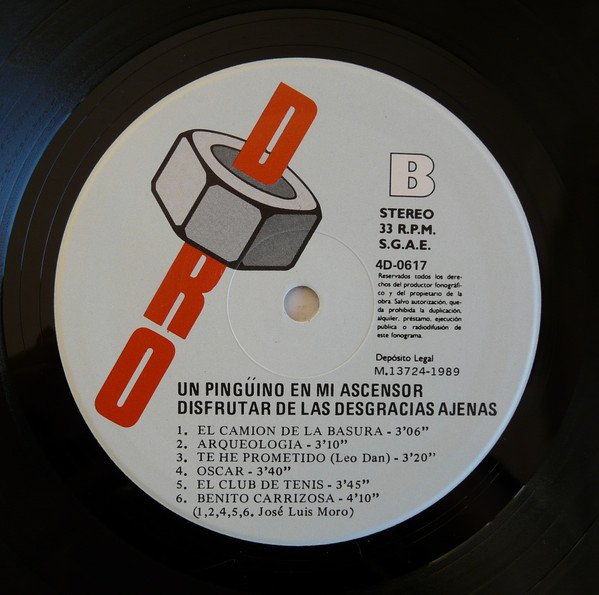 DRO
B
STEREO
33 R.P.M.
S.G.A.E.
4D-0617
Reservados todos los dere-
chos del productor fonográfi-
co y del propietario de la
obra. Salvo autorización, que-
da prohibida la duplicación,
alquiler, préstamo, ejecución
pública o radiodifusión de
este fonograma.
Depósito Legal
M.13724-1989
UN PINGÜINO EN MI ASCENSOR
DISFRUTAR DE LAS DESGRACIAS AJENAS
1. EL CAMION DE LA BASURA - 3'06"
2. ARQUEOLOGIA - 3'10"
3. TE HE PROMETIDO (Leo Dan) - 3'20"
4. OSCAR - 3'40"
5. EL CLUB DE TENIS - 3'45"
6. BENITO CARRIZOSA - 4'10"
(1,2,4,5,6. José Luis Moro)